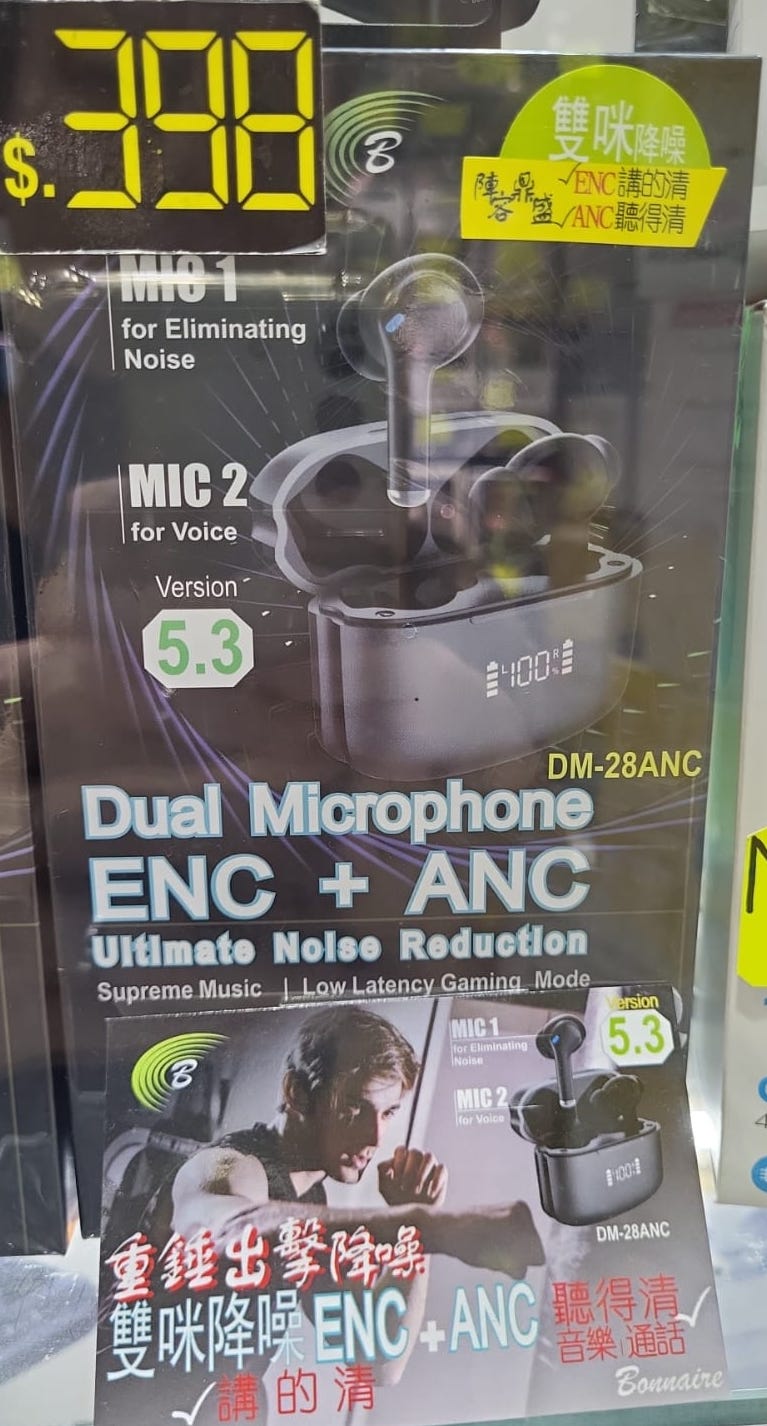 $.398
B
雙咪降噪
ENC講的清
ANC聽得清
MIC 1
for Eliminating
Noise
MIC 2
for Voice
Version
5.3
L 100% R
DM-28ANC
Dual Microphone
ENC + ANC
Ultimate Noise Reduction
Supreme Music | Low Latency Gaming Mode
B
MIC 1
for Eliminating
Noise
Version
5.3
MIC 2
for Voice
100%
DM-28ANC
重錘出擊降噪
雙咪降噪ENC+ANC
聽得清
音樂|通話
講的清
Bonnaire